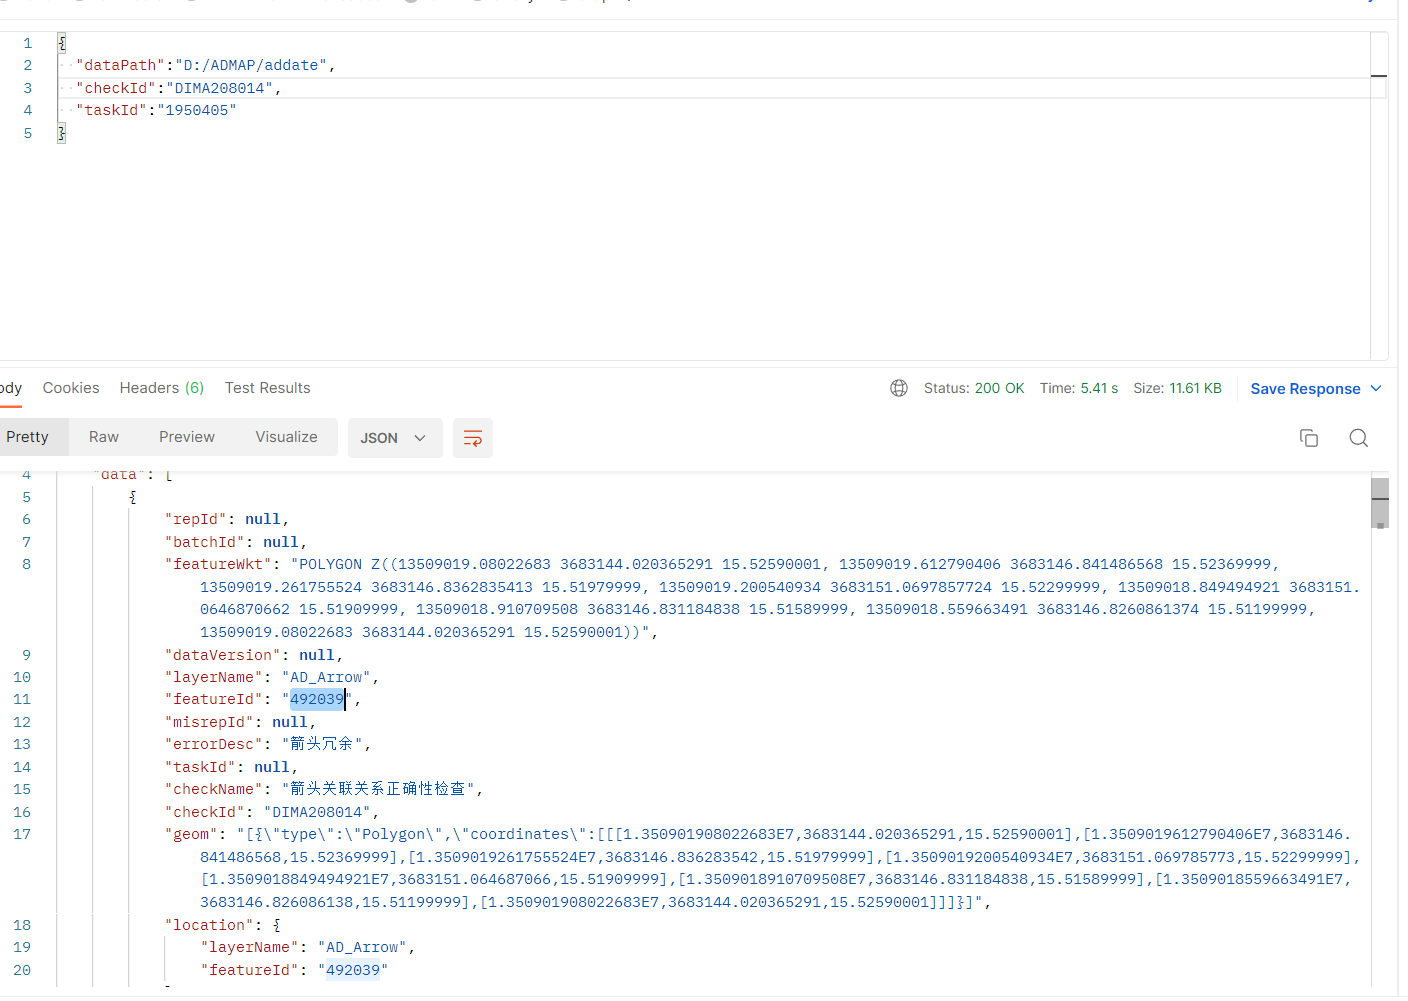 1 {
2 "dataPath":"D:/ADMAP/addate",
3 "checkId":"DIMA208014",
4 "taskId":"1950405"
5 }
ody Cookies Headers (6) Test Results Status: 200 OK Time: 5.41 s Size: 11.61 KB Save Response
Pretty Raw Preview Visualize JSON
4 "data": [
5 {
6 "repId": null,
7 "batchId": null,
8 "featureWkt": "POLYGON Z((13509019.08022683 3683144.020365291 15.52590001, 13509019.612790406 3683146.841486568 15.52369999,
13509019.261755524 3683146.8362835413 15.51979999, 13509019.200540934 3683151.0697857724 15.52299999, 13509018.849494921 3683151.
0646870662 15.51909999, 13509018.910709508 3683146.831184838 15.51589999, 13509018.559663491 3683146.8260861374 15.51199999,
13509019.08022683 3683144.020365291 15.52590001))",
9 "dataVersion": null,
10 "layerName": "AD_Arrow",
11 "featureId": "492039",
12 "misrepId": null,
13 "errorDesc": "箭头冗余",
14 "taskId": null,
15 "checkName": "箭头关联关系正确性检查",
16 "checkId": "DIMA208014",
17 "geom": "[{\"type\":\"Polygon\",\"coordinates\":[[[1.350901908022683E7,3683144.020365291,15.52590001],[1.3509019612790406E7,3683146.
841486568,15.52369999],[1.3509019261755524E7,3683146.836283542,15.51979999],[1.3509019200540934E7,3683151.069785773,15.52299999],
[1.3509018849494921E7,3683151.064687066,15.51909999],[1.3509018910709508E7,3683146.831184838,15.51589999],[1.3509018559663491E7,
3683146.826086138,15.51199999],[1.350901908022683E7,3683144.020365291,15.52590001]]]}]",
18 "location": {
19 "layerName": "AD_Arrow",
20 "featureId": "492039"